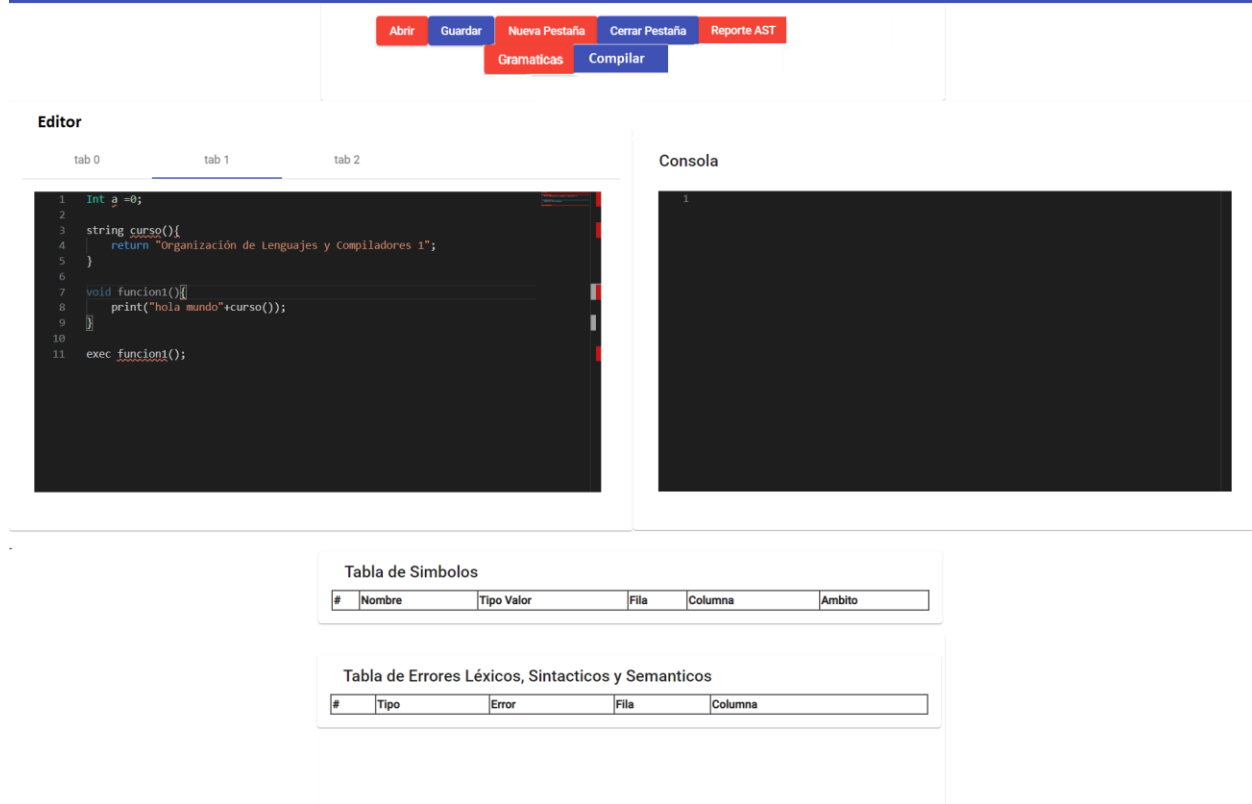 Abrir Guardar Nueva Pestaña Cerrar Pestaña Reporte AST
Gramaticas Compilar
Editor
tab 0 tab 1 tab 2
1 Int a =0;
2
3 string curso(){
4 return "Organización de Lenguajes y Compiladores 1";
5 }
6
7 void funcion1(){
8 print("hola mundo"+curso());
9 }
10
11 exec funcion1();
Consola
1
Tabla de Simbolos
# Nombre Tipo Valor Fila Columna Ambito
Tabla de Errores Léxicos, Sintacticos y Semanticos
# Tipo Error Fila Columna